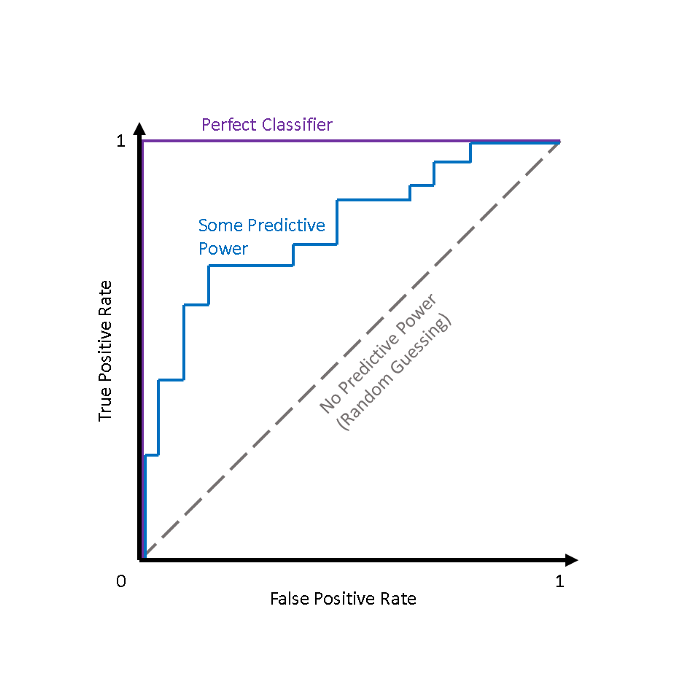 Perfect Classifier
1
Some Predictive
Power
True Positive Rate
No Predictive Power
(Random Guessing)
0
1
False Positive Rate